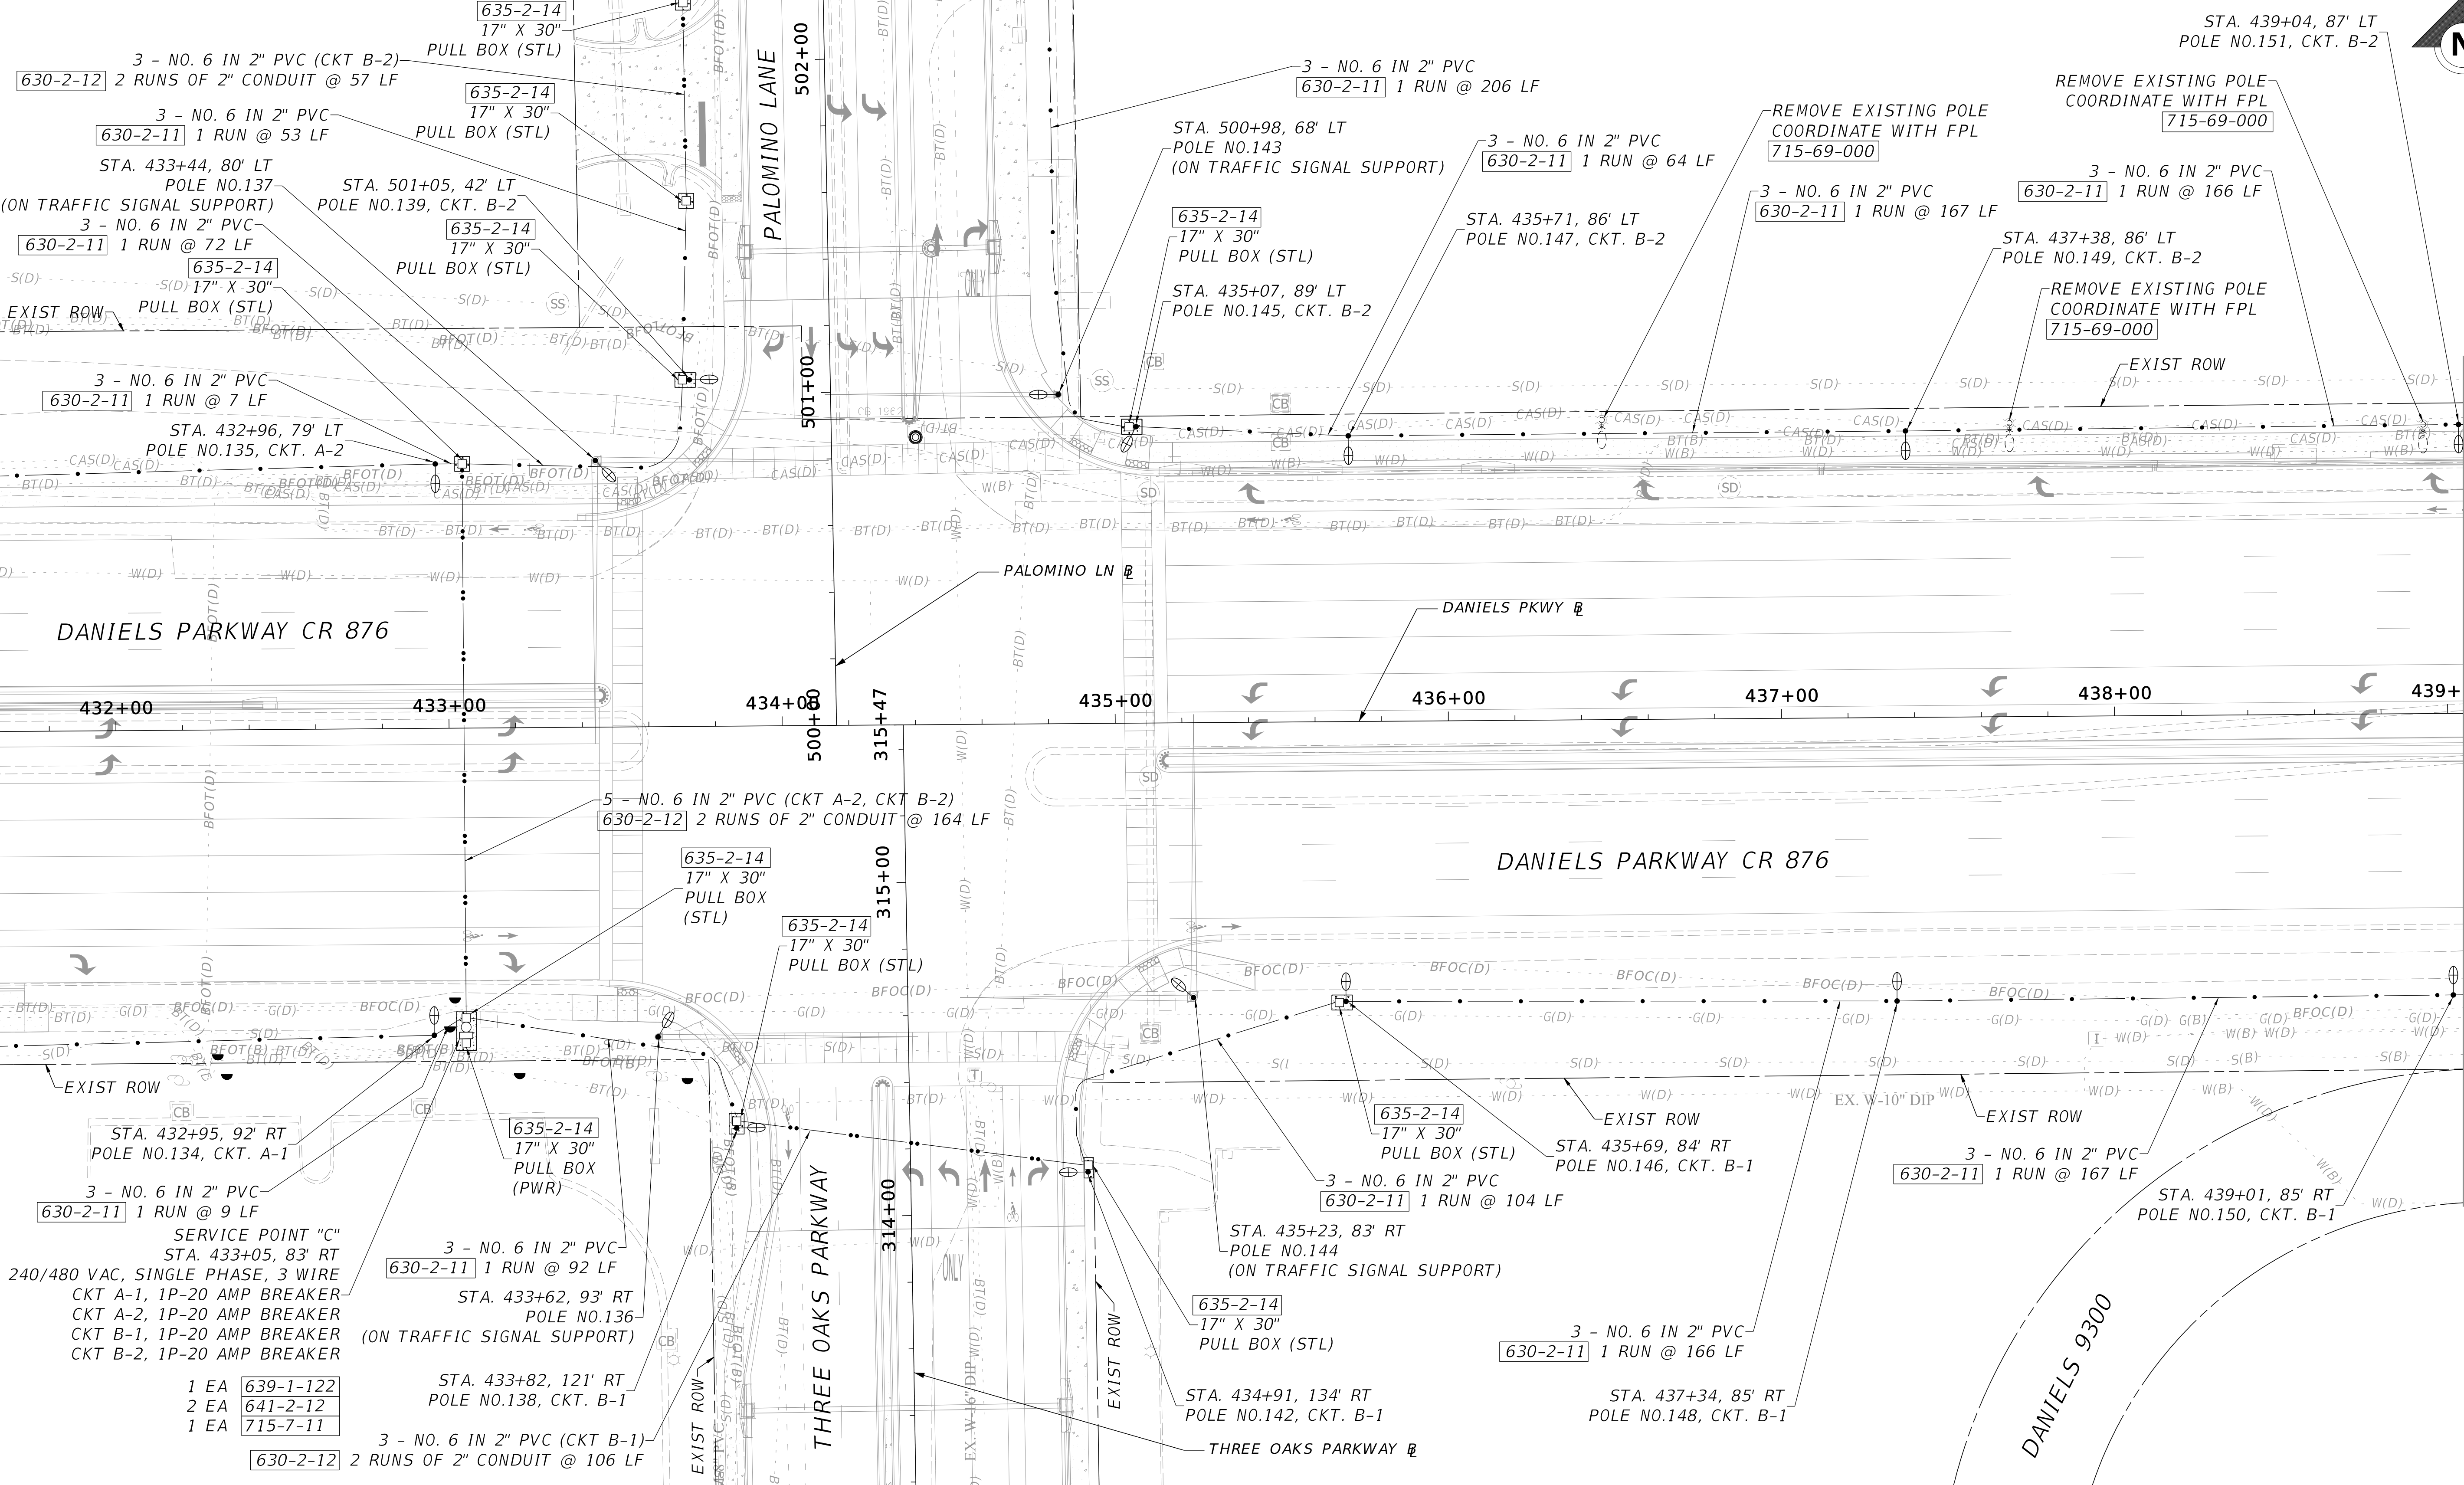 635-2-14
17" X 30"
PULL BOX (STL)
3 - NO. 6 IN 2" PVC (CKT B-2)
630-2-12 2 RUNS OF 2" CONDUIT @ 57 LF
635-2-14
17" X 30"
PULL BOX (STL)
3 - NO. 6 IN 2" PVC
630-2-11 1 RUN @ 53 LF
STA. 433+44, 80' LT
POLE NO.137
(ON TRAFFIC SIGNAL SUPPORT)
STA. 501+05, 42' LT
POLE NO.139, CKT. B-2
3 - NO. 6 IN 2" PVC
630-2-11 1 RUN @ 72 LF
635-2-14
17" X 30"
PULL BOX (STL)
635-2-14
17" X 30"
PULL BOX (STL)
EXIST ROW
3 - NO. 6 IN 2" PVC
630-2-11 1 RUN @ 7 LF
STA. 432+96, 79' LT
POLE NO.135, CKT. A-2
PALOMINO LANE
502+00
501+00
3 - NO. 6 IN 2" PVC
630-2-11 1 RUN @ 206 LF
STA. 500+98, 68' LT
POLE NO.143
(ON TRAFFIC SIGNAL SUPPORT)
635-2-14
17" X 30"
PULL BOX (STL)
STA. 435+07, 89' LT
POLE NO.145, CKT. B-2
3 - NO. 6 IN 2" PVC
630-2-11 1 RUN @ 64 LF
STA. 435+71, 86' LT
POLE NO.147, CKT. B-2
REMOVE EXISTING POLE
COORDINATE WITH FPL
715-69-000
3 - NO. 6 IN 2" PVC
630-2-11 1 RUN @ 167 LF
STA. 439+04, 87' LT
POLE NO.151, CKT. B-2
REMOVE EXISTING POLE
COORDINATE WITH FPL
715-69-000
3 - NO. 6 IN 2" PVC
630-2-11 1 RUN @ 166 LF
STA. 437+38, 86' LT
POLE NO.149, CKT. B-2
REMOVE EXISTING POLE
COORDINATE WITH FPL
715-69-000
EXIST ROW
N
ONLY
SS
SS
CB
CB
CB
SD
SD
PALOMINO LN BL
DANIELS PKWY BL
DANIELS PARKWAY CR 876
432+00
433+00
434+00
435+00
436+00
437+00
438+00
439+
500+00
315+47
SD
5 - NO. 6 IN 2" PVC (CKT A-2, CKT B-2)
630-2-12 2 RUNS OF 2" CONDUIT @ 164 LF
635-2-14
17" X 30"
PULL BOX
(STL)
635-2-14
17" X 30"
PULL BOX (STL)
315+00
DANIELS PARKWAY CR 876
EXIST ROW
STA. 432+95, 92' RT
POLE NO.134, CKT. A-1
3 - NO. 6 IN 2" PVC
630-2-11 1 RUN @ 9 LF
SERVICE POINT "C"
STA. 433+05, 83' RT
240/480 VAC, SINGLE PHASE, 3 WIRE
CKT A-1, 1P-20 AMP BREAKER
CKT A-2, 1P-20 AMP BREAKER
CKT B-1, 1P-20 AMP BREAKER
CKT B-2, 1P-20 AMP BREAKER
1 EA 639-1-122
2 EA 641-2-12
1 EA 715-7-11
635-2-14
17" X 30"
PULL BOX
(PWR)
3 - NO. 6 IN 2" PVC
630-2-11 1 RUN @ 92 LF
STA. 433+62, 93' RT
POLE NO.136
(ON TRAFFIC SIGNAL SUPPORT)
STA. 433+82, 121' RT
POLE NO.138, CKT. B-1
3 - NO. 6 IN 2" PVC (CKT B-1)
630-2-12 2 RUNS OF 2" CONDUIT @ 106 LF
CB
CB
CB
CB
EXIST ROW
THREE OAKS PARKWAY
314+00
ONLY
EX. W-16" DIP
EXIST ROW
635-2-14
17" X 30"
PULL BOX (STL)
3 - NO. 6 IN 2" PVC
630-2-11 1 RUN @ 104 LF
STA. 435+69, 84' RT
POLE NO.146, CKT. B-1
EXIST ROW
STA. 435+23, 83' RT
POLE NO.144
(ON TRAFFIC SIGNAL SUPPORT)
635-2-14
17" X 30"
PULL BOX (STL)
STA. 434+91, 134' RT
POLE NO.142, CKT. B-1
THREE OAKS PARKWAY BL
EX. W-10" DIP
EXIST ROW
3 - NO. 6 IN 2" PVC
630-2-11 1 RUN @ 167 LF
STA. 439+01, 85' RT
POLE NO.150, CKT. B-1
3 - NO. 6 IN 2" PVC
630-2-11 1 RUN @ 166 LF
STA. 437+34, 85' RT
POLE NO.148, CKT. B-1
DANIELS 9300